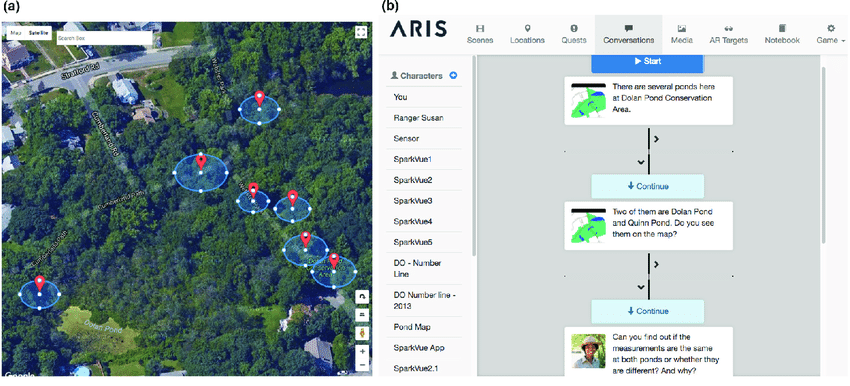 (a)
Map
Satellite
Search Box
Stratford Rd
Dolan Pond
Google
(b)
ARIS
Scenes
Locations
Quests
Conversations
Media
AR Targets
Notebook
Game
Characters
You
Ranger Susan
Sensor
SparkVue1
SparkVue2
SparkVue3
SparkVue4
SparkVue5
DO - Number
Line
DO Number line -
2013
Pond Map
SparkVue App
SparkVue2.1
Start
There are several ponds here
at Dolan Pond Conservation
Area.
Continue
Two of them are Dolan Pond
and Quinn Pond. Do you see
them on the map?
Continue
Can you find out if the
measurements are the same
at both ponds or whether they
are different? And why?